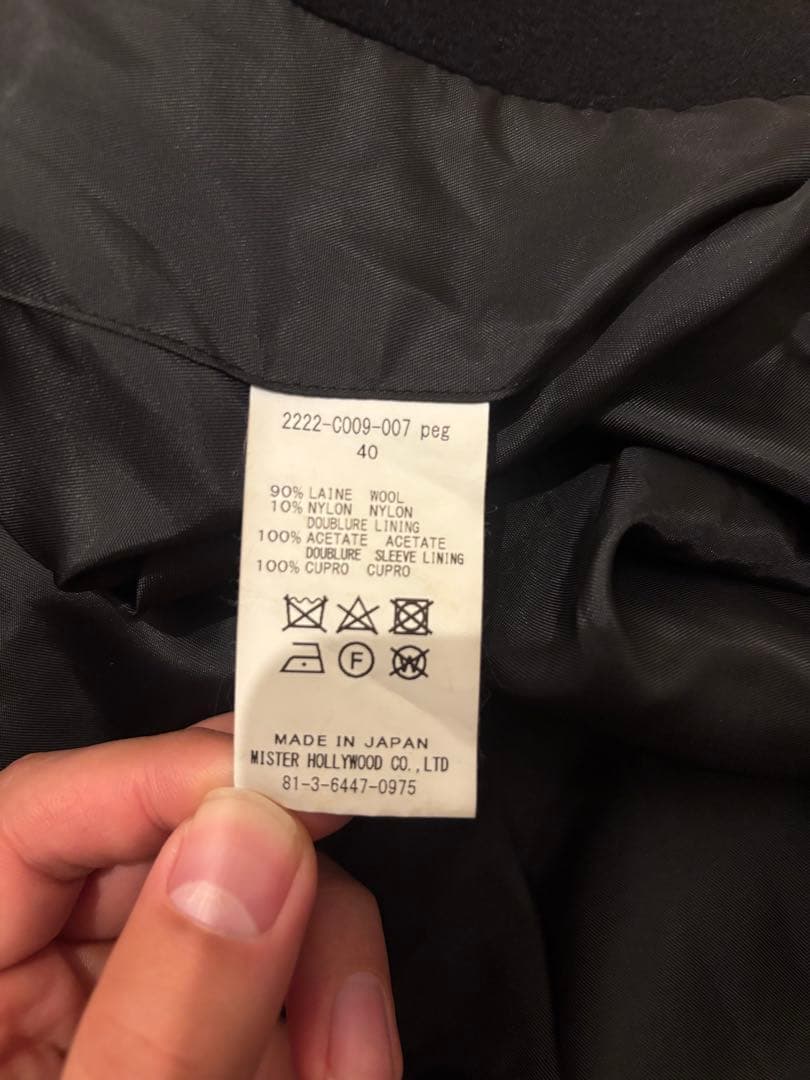 2222-C009-007 peg
40
90% LAINE WOOL
10% NYLON NYLON
DOUBLURE LINING
100% ACETATE ACETATE
DOUBLURE SLEEVE LINING
100% CUPRO CUPRO
F W
MADE IN JAPAN
MISTER HOLLYWOOD CO.,LTD
81-3-6447-0975